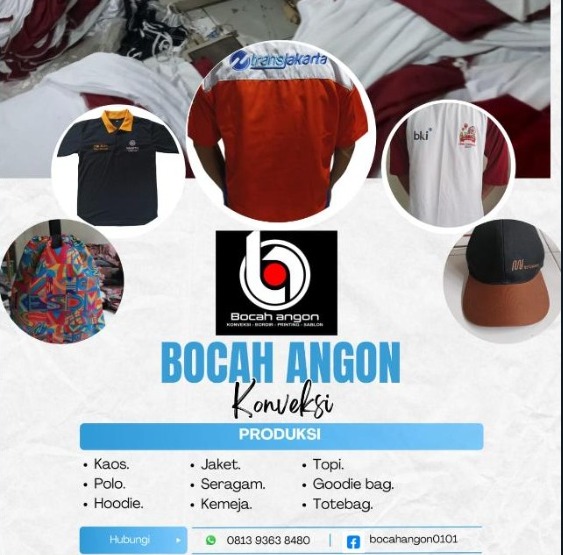 transjakarta
bki
Bocah angon
KONVEKSI - BORDIR - PRINTING - SABLON
BOCAH ANGON
Konveksi
PRODUKSI
• Kaos.
• Polo.
• Hoodie.
• Jaket.
• Seragam.
• Kemeja.
• Topi.
• Goodie bag.
• Totebag.
Hubungi
0813 9363 8480
bocahangon0101